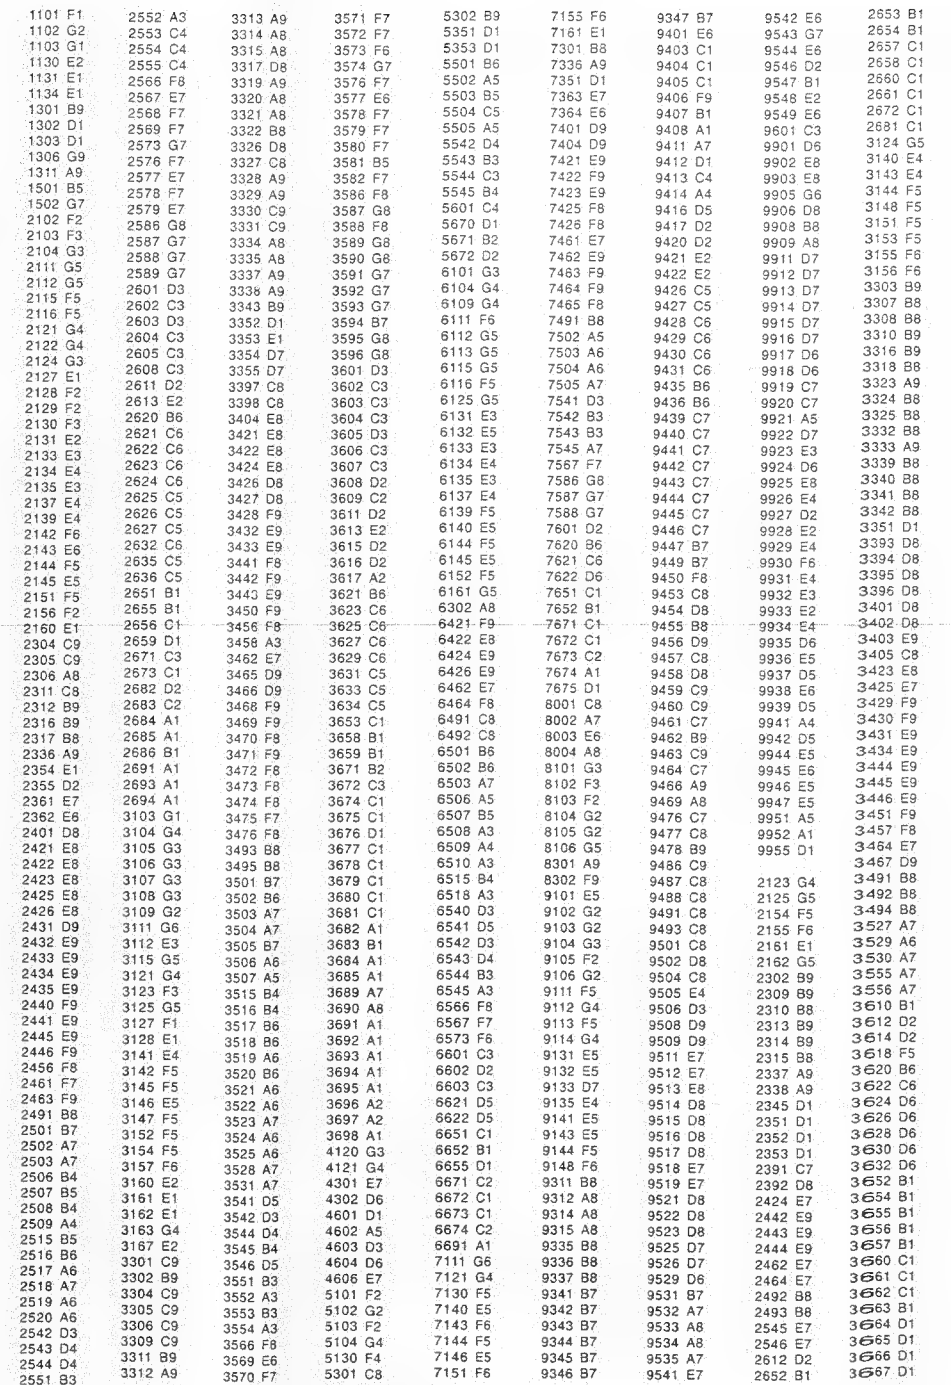 1101 F1
1102 G2
1103 G1
1130 E2
1131 E1
1134 E1
1301 B9
1302 D1
1303 D1
1306 G9
1311 A9
1501 B5
1502 G7
2102 F2
2103 F3
2104 G3
2111 G5
2112 G5
2115 F5
2116 F5
2121 G4
2122 G4
2124 G3
2127 E1
2128 F2
2129 F2
2130 F3
2131 E2
2133 E3
2134 E4
2135 E3
2137 E4
2139 E4
2142 F6
2143 E6
2144 F5
2145 E5
2151 F5
2156 F2
2160 E1
2304 C9
2305 C9
2306 A8
2311 C8
2312 B9
2316 B9
2317 B8
2336 A9
2354 E1
2355 D2
2361 E7
2362 E6
2401 D8
2421 E8
2422 E8
2423 E8
2425 E8
2426 E8
2431 D9
2432 E9
2433 E9
2434 E9
2435 E9
2440 F9
2441 E9
2445 E9
2446 F9
2456 F8
2461 F7
2463 F9
2491 B8
2501 B7
2502 A7
2503 A7
2506 B4
2507 B5
2508 B4
2509 A4
2515 B5
2516 B6
2517 A6
2518 A7
2519 A6
2520 A6
2542 D3
2543 D4
2544 D4
2551 B3
2552 A3
2553 C4
2554 C4
2555 C4
2566 F8
2567 E7
2568 F7
2569 F7
2573 G7
2576 F7
2577 E7
2578 F7
2579 E7
2586 G8
2587 G7
2588 G7
2589 G7
2601 D3
2602 C3
2603 D3
2604 C3
2605 C3
2608 C3
2611 D2
2613 E2
2620 B6
2621 C6
2622 C6
2623 C6
2624 C6
2625 C5
2626 C5
2627 C5
2632 C6
2635 C5
2636 C5
2651 B1
2655 B1
2656 C1
2659 D1
2671 C3
2673 C1
2682 D2
2683 C2
2684 A1
2685 A1
2686 B1
2691 A1
2693 A1
2694 A1
3103 G1
3104 G4
3105 G3
3106 G3
3107 G3
3108 G3
3109 G2
3111 G6
3112 E3
3115 G5
3121 G4
3123 F3
3125 G5
3127 F1
3128 E1
3141 E4
3142 F5
3145 F5
3146 E5
3147 F5
3152 F5
3154 F5
3157 F6
3160 E2
3161 E1
3162 E1
3163 G4
3167 E2
3301 C9
3302 B9
3304 C9
3305 C9
3306 C9
3309 C9
3311 B9
3312 A9
3313 A9
3314 A8
3315 A8
3317 D8
3319 A9
3320 A8
3321 A8
3322 B8
3326 D8
3327 C8
3328 A9
3329 A9
3330 C9
3331 C9
3334 A8
3335 A8
3337 A9
3338 A9
3343 B9
3352 D1
3353 E1
3354 D7
3355 D7
3397 C8
3398 C8
3404 E8
3421 E8
3422 E8
3424 E8
3426 D8
3427 D8
3428 F9
3432 E9
3433 E9
3441 F8
3442 F9
3443 E9
3450 F9
3456 F8
3458 A3
3462 E7
3465 D9
3466 D9
3468 F9
3469 F9
3470 F8
3471 F9
3472 F8
3473 F8
3474 F8
3475 F7
3476 F8
3493 B8
3495 B8
3501 B7
3502 B6
3503 A7
3504 A7
3505 B7
3506 A6
3507 A5
3515 B4
3516 B4
3517 B6
3518 B6
3519 A6
3520 B6
3521 A6
3522 A6
3523 A7
3524 A6
3525 A6
3528 A7
3531 A7
3541 D5
3542 D3
3544 D4
3545 B4
3546 D5
3551 B3
3552 A3
3553 B3
3554 A3
3566 F8
3569 E6
3570 F7
3571 F7
3572 F7
3573 F6
3574 G7
3576 F7
3577 E6
3578 F7
3579 F7
3580 F7
3581 B5
3582 F7
3586 F8
3587 G8
3588 F8
3589 G8
3590 G6
3591 G7
3592 G7
3593 G7
3594 B7
3595 G8
3596 G8
3601 D3
3602 C3
3603 C3
3604 C3
3605 D3
3606 C3
3607 C3
3608 D2
3609 C2
3611 D2
3613 E2
3615 D2
3616 D2
3617 A2
3621 B6
3623 C6
3625 C6
3627 C6
3629 C6
3631 C5
3633 C5
3634 C5
3653 C1
3658 B1
3659 B1
3671 B2
3672 C3
3674 C1
3675 C1
3676 D1
3677 C1
3678 C1
3679 C1
3680 C1
3681 C1
3682 A1
3683 B1
3684 A1
3685 A1
3689 A7
3690 A8
3691 A1
3692 A1
3693 A1
3694 A1
3695 A1
3696 A2
3697 A2
3698 A1
4120 G3
4121 G4
4301 E7
4302 D6
4601 D1
4602 A5
4603 D3
4604 D6
4606 E7
5101 F2
5102 G2
5103 F2
5104 G4
5130 F4
5301 C8
5302 B9
5351 D1
5353 D1
5501 B6
5502 A5
5503 B5
5504 C5
5505 A5
5542 D4
5543 B3
5544 C3
5545 B4
5601 C4
5670 D1
5671 B2
5672 D2
6101 G3
6104 G4
6109 G4
6111 F6
6112 G5
6113 G5
6115 G5
6116 F5
6125 G5
6131 E3
6132 E5
6133 E3
6134 E4
6135 E3
6137 E4
6139 F5
6140 E5
6144 F5
6145 E5
6152 F5
6161 G5
6302 A8
6421 F9
6422 E8
6424 E9
6426 E9
6462 E7
6464 F8
6491 C8
6492 C8
6501 B6
6502 B6
6503 A7
6506 A5
6507 B5
6508 A3
6509 A4
6510 A3
6515 B4
6518 A3
6540 D3
6541 D5
6542 D3
6543 D4
6544 B3
6545 A3
6566 F8
6567 F7
6573 F6
6601 C3
6602 D2
6603 C3
6621 D5
6622 D5
6651 C1
6652 B1
6655 D1
6671 C2
6672 C1
6673 C1
6674 C2
6691 A1
7111 G6
7121 G4
7130 F5
7140 E5
7143 F6
7144 F5
7146 E5
7151 F6
7155 F6
7161 E1
7301 B8
7336 A9
7351 D1
7363 E7
7364 E6
7401 D9
7404 D9
7421 E9
7422 F9
7423 E9
7425 F8
7426 F8
7461 E7
7462 E9
7463 F9
7464 F9
7465 F8
7491 B8
7502 A5
7503 A6
7504 A6
7505 A7
7541 D3
7542 B3
7543 B3
7545 A7
7567 F7
7586 G8
7587 G7
7588 G7
7601 D2
7620 B6
7621 C6
7622 D6
7651 C1
7652 B1
7671 C1
7672 C1
7673 C2
7674 A1
7675 D1
8001 C8
8002 A7
8003 E6
8004 A8
8101 G3
8102 F3
8103 F2
8104 G2
8105 G2
8106 G5
8301 A9
8302 F9
9101 E5
9102 G2
9103 G2
9104 G3
9105 F2
9106 G2
9111 F5
9112 G4
9113 F5
9114 G4
9131 E5
9132 E5
9133 D7
9135 E4
9141 E5
9143 E5
9144 F5
9148 F6
9311 B8
9312 A8
9314 A8
9315 A8
9335 B8
9336 B8
9337 B8
9341 B7
9342 B7
9343 B7
9344 B7
9345 B7
9346 B7
9347 B7
9401 E6
9403 C1
9404 C1
9405 C1
9406 F9
9407 B1
9408 A1
9411 A7
9412 D1
9413 C4
9414 A4
9416 D5
9417 D2
9420 D2
9421 E2
9422 E2
9426 C5
9427 C5
9428 C6
9429 C6
9430 C6
9431 C6
9435 B6
9436 B6
9439 C7
9440 C7
9441 C7
9442 C7
9443 C7
9444 C7
9445 C7
9446 C7
9447 B7
9449 B7
9450 F8
9453 C8
9454 D8
9455 B8
9456 D9
9457 C8
9458 D8
9459 C9
9460 C9
9461 C7
9462 B9
9463 C9
9464 C7
9466 A9
9469 A8
9476 C7
9477 C8
9478 B9
9486 C9
9487 C8
9488 C8
9491 C8
9493 C8
9501 C8
9502 D8
9504 C8
9505 E4
9506 D3
9508 D9
9509 D9
9511 E7
9512 E7
9513 E8
9514 D8
9515 D8
9516 D8
9517 D8
9518 E7
9519 E7
9521 D8
9522 D8
9523 D8
9525 D7
9526 D7
9529 D6
9531 B7
9532 A7
9533 A8
9534 A8
9535 A7
9541 E7
9542 E6
9543 G7
9544 E6
9546 D2
9547 B1
9548 E2
9549 E6
9601 C3
9901 D6
9902 E8
9903 E8
9905 G6
9906 D8
9908 B8
9909 A8
9911 D7
9912 D7
9913 D7
9914 D7
9915 D7
9916 D7
9917 D6
9918 D6
9919 C7
9920 C7
9921 A5
9922 D7
9923 E3
9924 D6
9925 E8
9926 E4
9927 D2
9928 E2
9929 E4
9930 F6
9931 E4
9932 E3
9933 E2
9934 E4
9935 D6
9936 E5
9937 D5
9938 E6
9939 D5
9941 A4
9942 D5
9944 E5
9945 E6
9946 E5
9947 E5
9951 A5
9952 A1
9955 D1
2123 G4
2125 G5
2154 F5
2155 F6
2161 E1
2162 G5
2302 B9
2309 B9
2310 B8
2313 B9
2314 B9
2315 B8
2337 A9
2338 A9
2345 D1
2351 D1
2352 D1
2353 D1
2391 C7
2392 D8
2424 E7
2442 E9
2443 E9
2444 E9
2462 E7
2464 E7
2492 B8
2493 B8
2545 E7
2546 E7
2612 D2
2652 B1
2653 B1
2654 B1
2657 C1
2658 C1
2660 C1
2661 C1
2672 C1
2681 C1
3124 G5
3140 E4
3143 E4
3144 F5
3148 F5
3151 F5
3153 F5
3155 F6
3156 F6
3303 B9
3307 B8
3308 B8
3310 B9
3316 B9
3318 B8
3323 A9
3324 B8
3325 B8
3332 B8
3333 A9
3339 B8
3340 B8
3341 B8
3342 B8
3351 D1
3393 D8
3394 D8
3395 D8
3396 D8
3401 D8
3402 D8
3403 E9
3405 C8
3423 E8
3425 E7
3429 F9
3430 F9
3431 E9
3434 E9
3444 E9
3445 E9
3446 E9
3451 F9
3457 F8
3464 E7
3467 D9
3491 B8
3492 B8
3494 B8
3527 A7
3529 A6
3530 A7
3555 A7
3556 A7
3610 B1
3612 D2
3614 D2
3618 F5
3620 B6
3622 C6
3624 D6
3626 D6
3628 D6
3630 D6
3632 D6
3652 B1
3654 B1
3655 B1
3656 B1
3657 B1
3660 C1
3661 C1
3662 C1
3663 B1
3664 D1
3665 D1
3666 D1
3667 D1